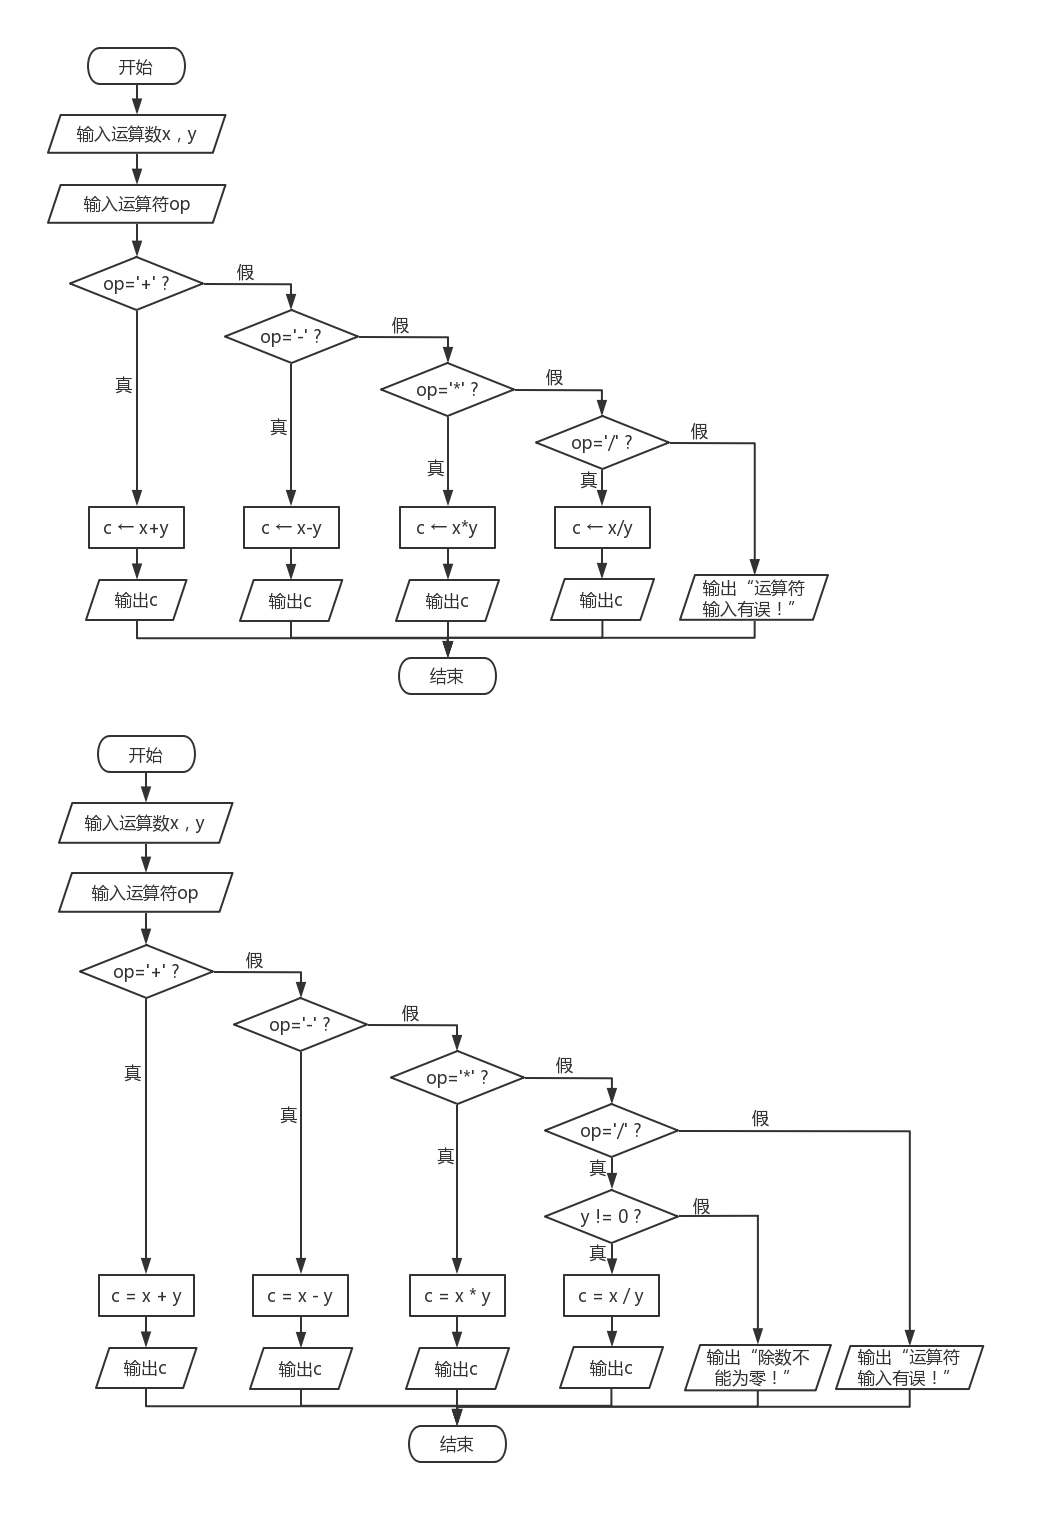 开始
输入运算数x , y
输入运算符op
op='+' ?
假
op='-' ?
假
op='*' ?
假
op='/' ?
假
真
真
真
真
c ← x+y
c ← x-y
c ← x*y
c ← x/y
输出c
输出c
输出c
输出c
输出“运算符
输入有误！”
结束
开始
输入运算数x , y
输入运算符op
op='+' ?
假
op='-' ?
假
op='*' ?
假
op='/' ?
假
真
真
真
真
y != 0 ?
假
真
c = x + y
c = x - y
c = x * y
c = x / y
输出c
输出c
输出c
输出c
输出“除数不
能为零！”
输出“运算符
输入有误！”
结束